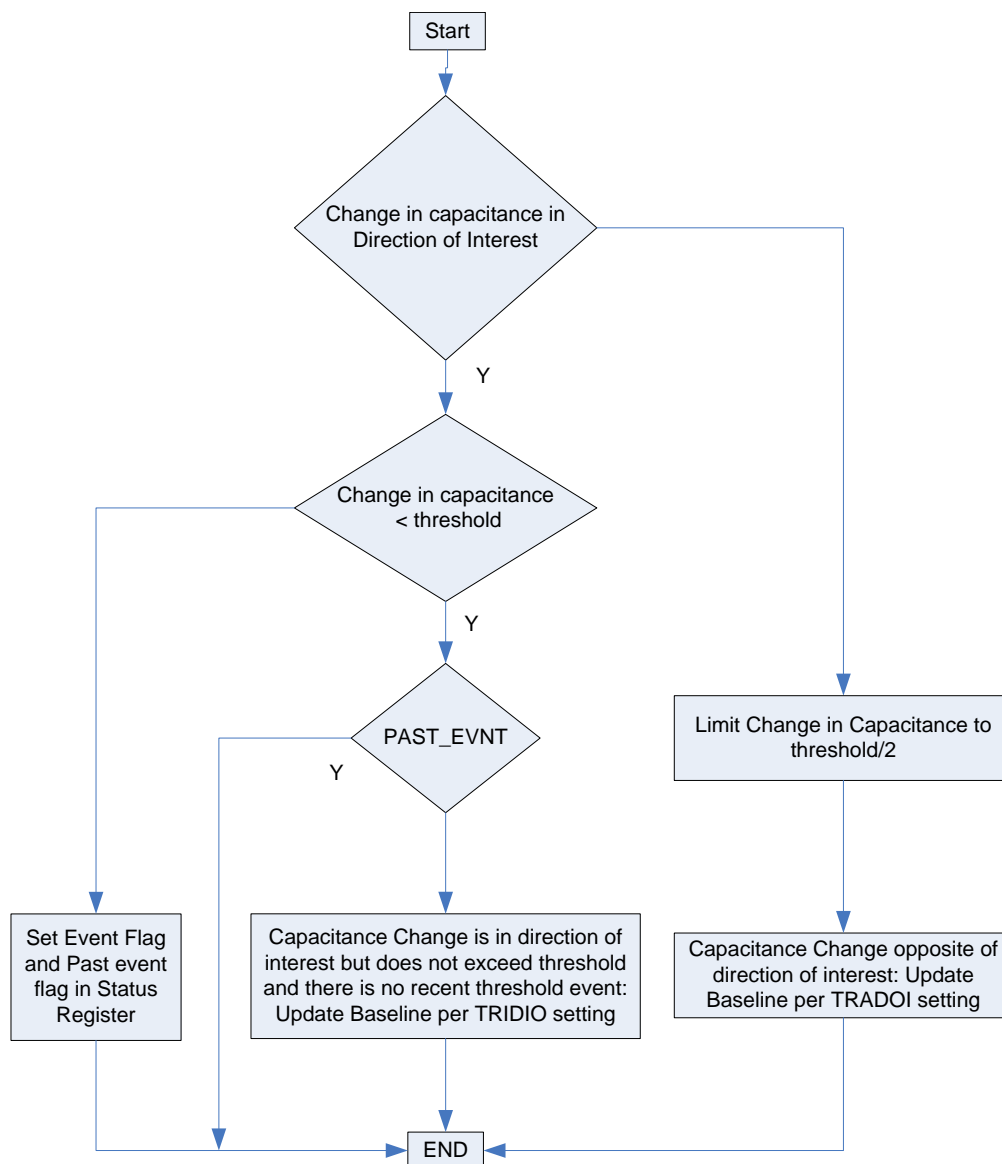 Start
Change in capacitance in
Direction of Interest
Y
Change in capacitance
< threshold
Y
PAST_EVNT
Y
Limit Change in Capacitance to
threshold/2
Set Event Flag
and Past event
flag in Status
Register
Capacitance Change is in direction of
interest but does not exceed threshold
and there is no recent threshold event:
Update Baseline per TRIDIO setting
Capacitance Change opposite of
direction of interest: Update
Baseline per TRADOI setting
END